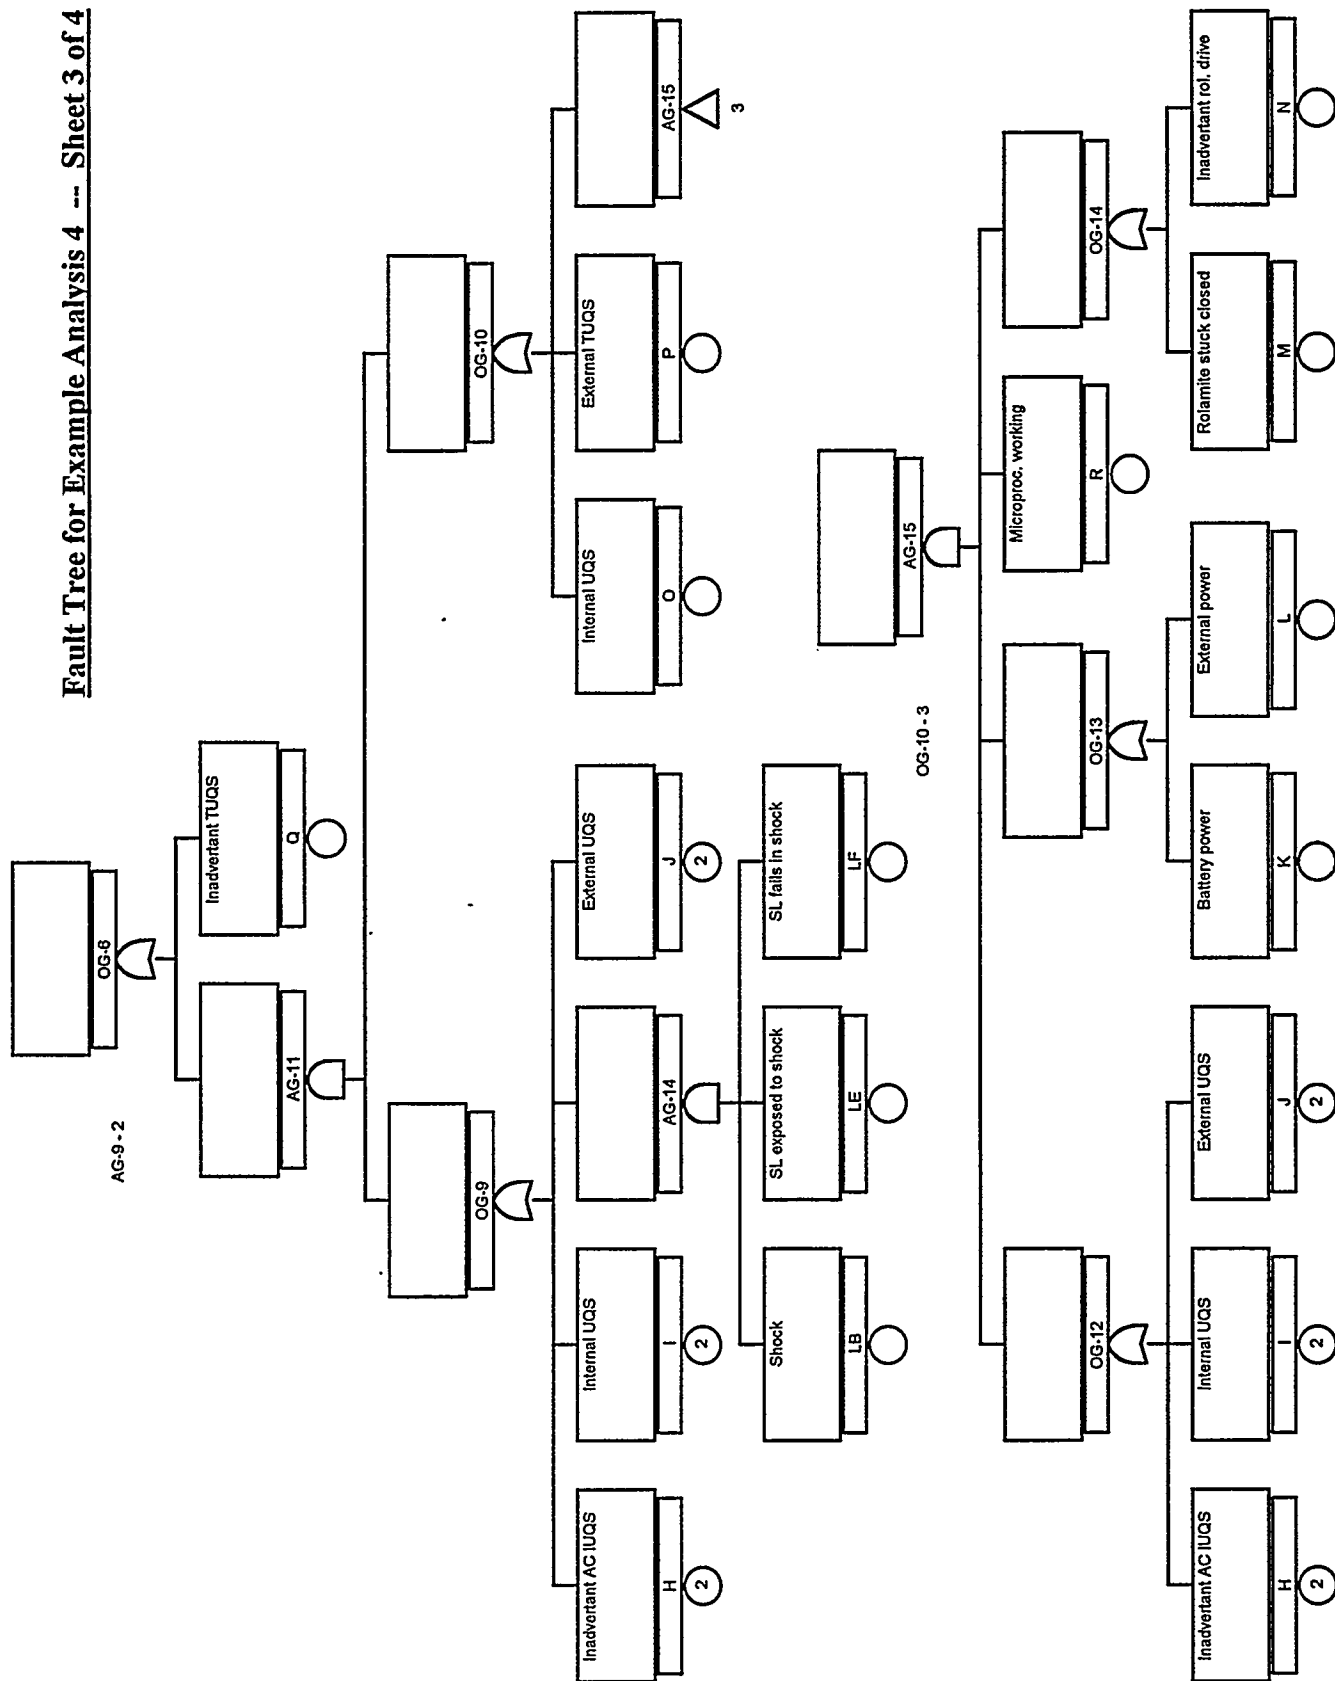 Fault Tree for Example Analysis 4 --- Sheet 3 of 4
OG-6
AG-9 - 2
AG-11
Inadvertant TUQS
Q
OG-9
OG-10
Inadvertant AC IUQS
H
2
Internal UQS
I
2
AG-14
External UQS
J
2
Internal UQS
O
External TUQS
P
AG-15
3
Shock
LB
SL exposed to shock
LE
SL fails in shock
LF
OG-10 - 3
AG-15
OG-12
OG-13
Microproc. working
R
OG-14
Inadvertant AC IUQS
H
2
Internal UQS
I
2
External UQS
J
2
Battery power
K
External power
L
Rolamite stuck closed
M
Inadvertant rol. drive
N